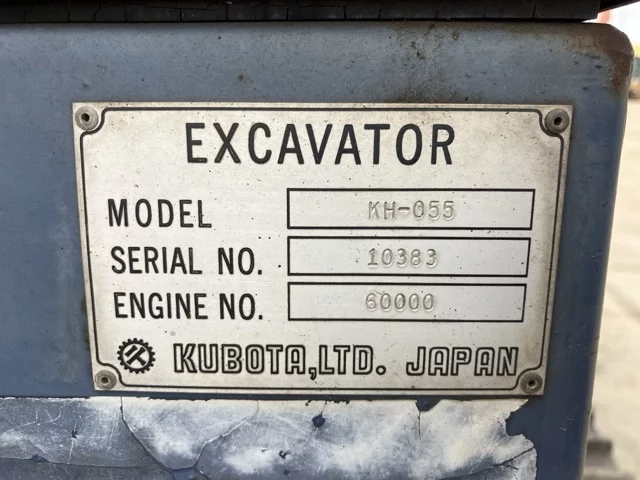 EXCAVATOR
MODEL KH-055
SERIAL NO. 10383
ENGINE NO. 60000
KUBOTA,LTD. JAPAN